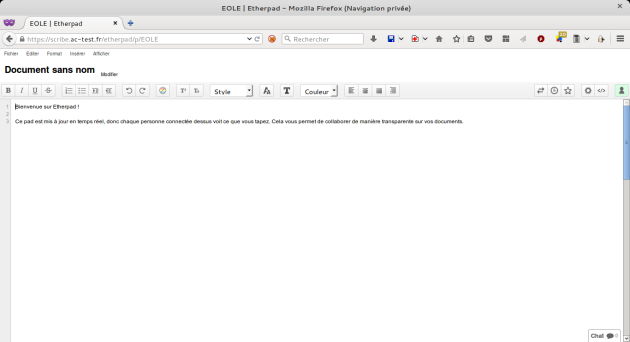 EOLE | Etherpad - Mozilla Firefox (Navigation privée)
EOLE | Etherpad
https://scribe.ac-test.fr/etherpad/p/EOLE
Rechercher
Fichier Editer Format Insérer Afficher
Document sans nom Modifier
B I U S Style A T Couleur
1 Bienvenue sur Etherpad !
2
3 Ce pad est mis à jour en temps réel, donc chaque personne connectée dessus voit ce que vous tapez. Cela vous permet de collaborer de manière transparente sur vos documents.
Chat 0